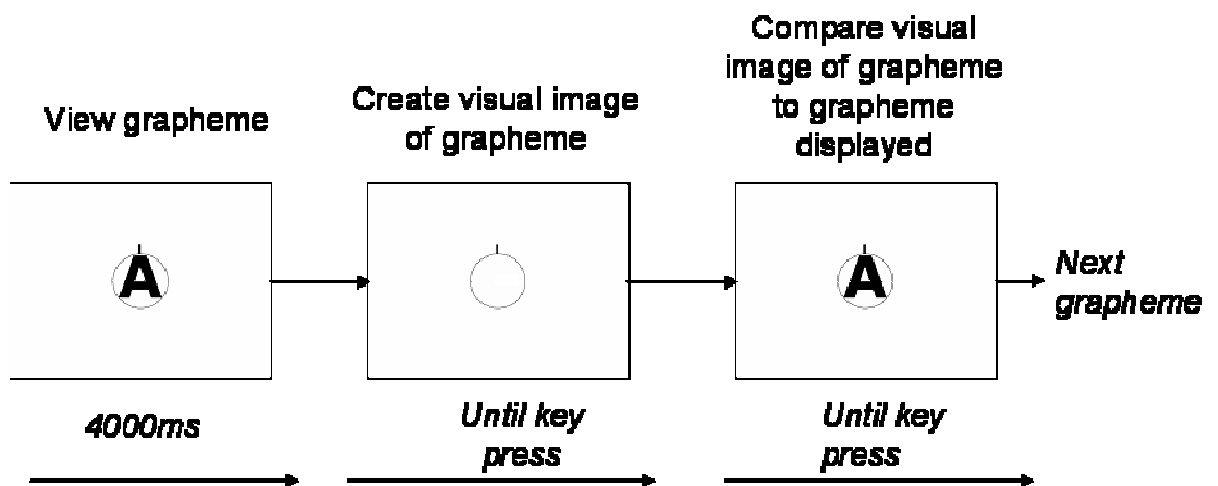 View grapheme
Create visual image
of grapheme
Compare visual
image of grapheme
to grapheme
displayed
A
A
Next
grapheme
4000ms
Until key
press
Until key
press